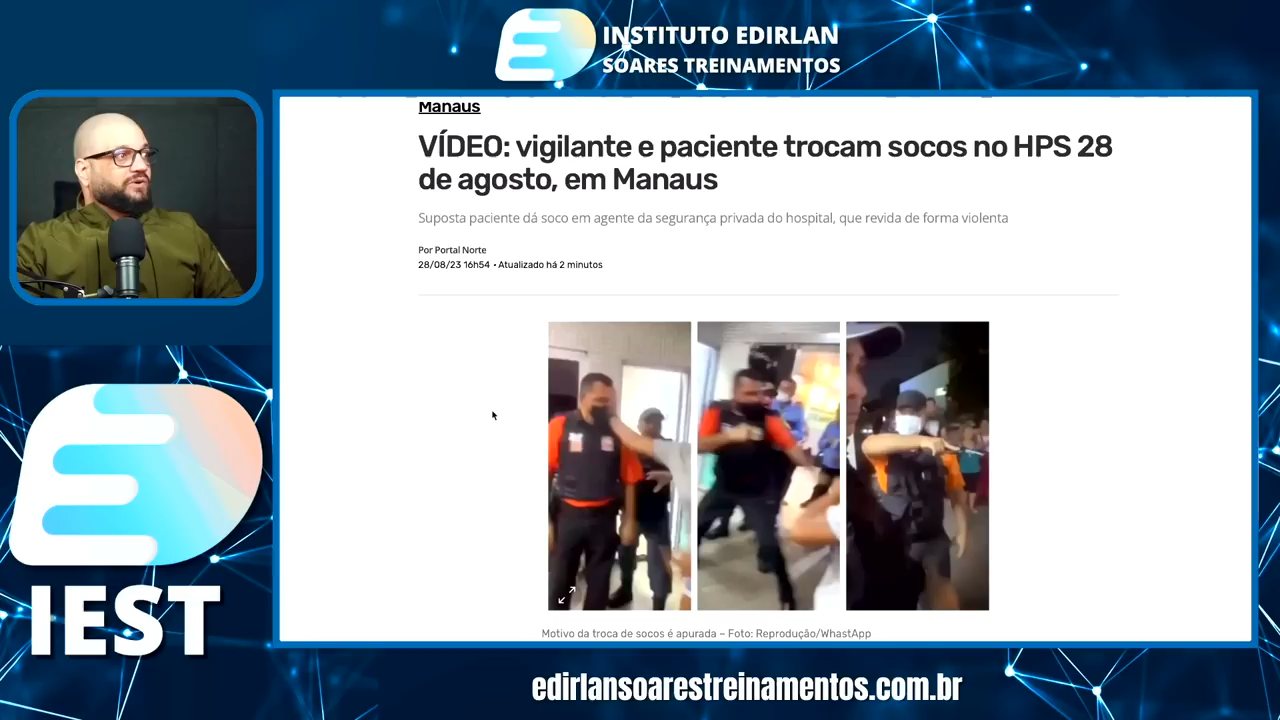 INSTITUTO EDIRLAN
SOARES TREINAMENTOS
Manaus
VÍDEO: vigilante e paciente trocam socos no HPS 28
de agosto, em Manaus
Suposta paciente dá soco em agente da segurança privada do hospital, que revida de forma violenta
Por Portal Norte
28/08/23 16h54 • Atualizado há 2 minutos
Motivo da troca de socos é apurada – Foto: Reprodução/WhastApp
IEST
edirlansoarestreinamentos.com.br